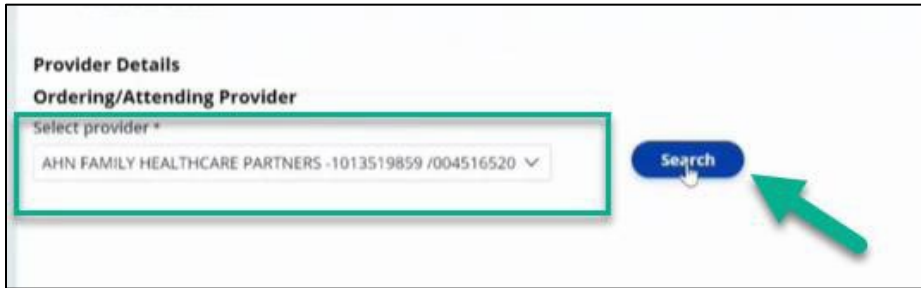 Provider Details
Ordering/Attending Provider
Select provider *
AHN FAMILY HEALTHCARE PARTNERS -1013519859 /004516520
Search